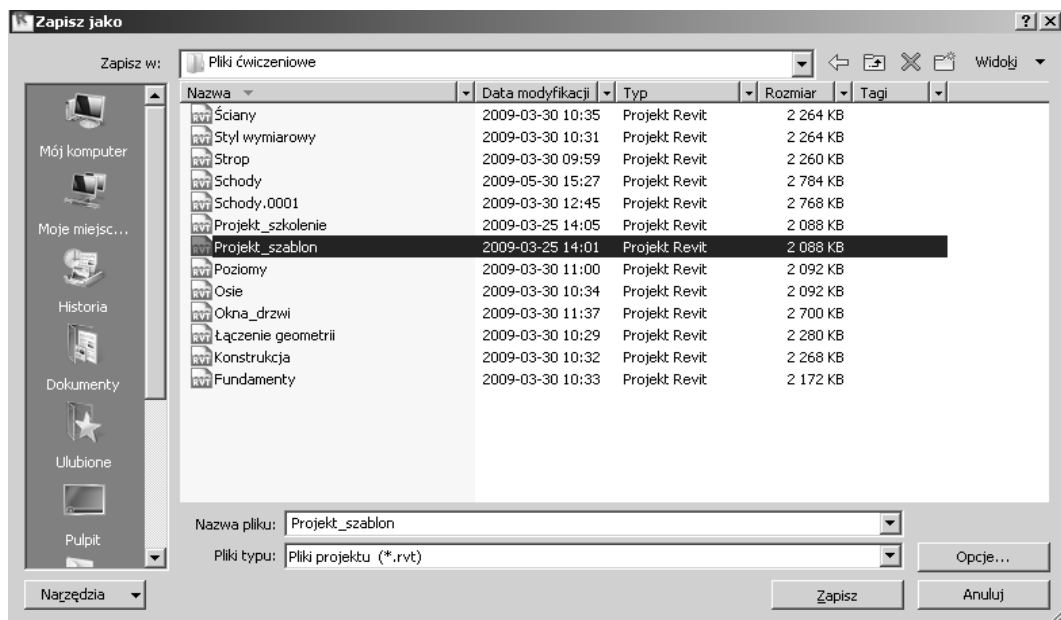 Zapisz jako
Zapisz w: Pliki ćwiczeniowe Widoki
Nazwa Data modyfikacji Typ Rozmiar Tagi
Ściany 2009-03-30 10:35 Projekt Revit 2 264 KB
Styl wymiarowy 2009-03-30 10:31 Projekt Revit 2 264 KB
Strop 2009-03-30 09:59 Projekt Revit 2 260 KB
Schody 2009-05-30 15:27 Projekt Revit 2 784 KB
Schody.0001 2009-03-30 12:45 Projekt Revit 2 768 KB
Projekt_szkolenie 2009-03-25 14:05 Projekt Revit 2 088 KB
Projekt_szablon 2009-03-25 14:01 Projekt Revit 2 088 KB
Poziomy 2009-03-30 11:00 Projekt Revit 2 092 KB
Osie 2009-03-30 10:34 Projekt Revit 2 092 KB
Okna_drzwi 2009-03-30 11:37 Projekt Revit 2 700 KB
Łączenie geometrii 2009-03-30 10:29 Projekt Revit 2 280 KB
Konstrukcja 2009-03-30 10:32 Projekt Revit 2 268 KB
Fundamenty 2009-03-30 10:33 Projekt Revit 2 172 KB
Mój komputer
Moje miejsc...
Historia
Dokumenty
Ulubione
Pulpit
Nazwa pliku: Projekt_szablon
Pliki typu: Pliki projektu (*.rvt)
Opcje...
Narzędzia
Zapisz
Anuluj